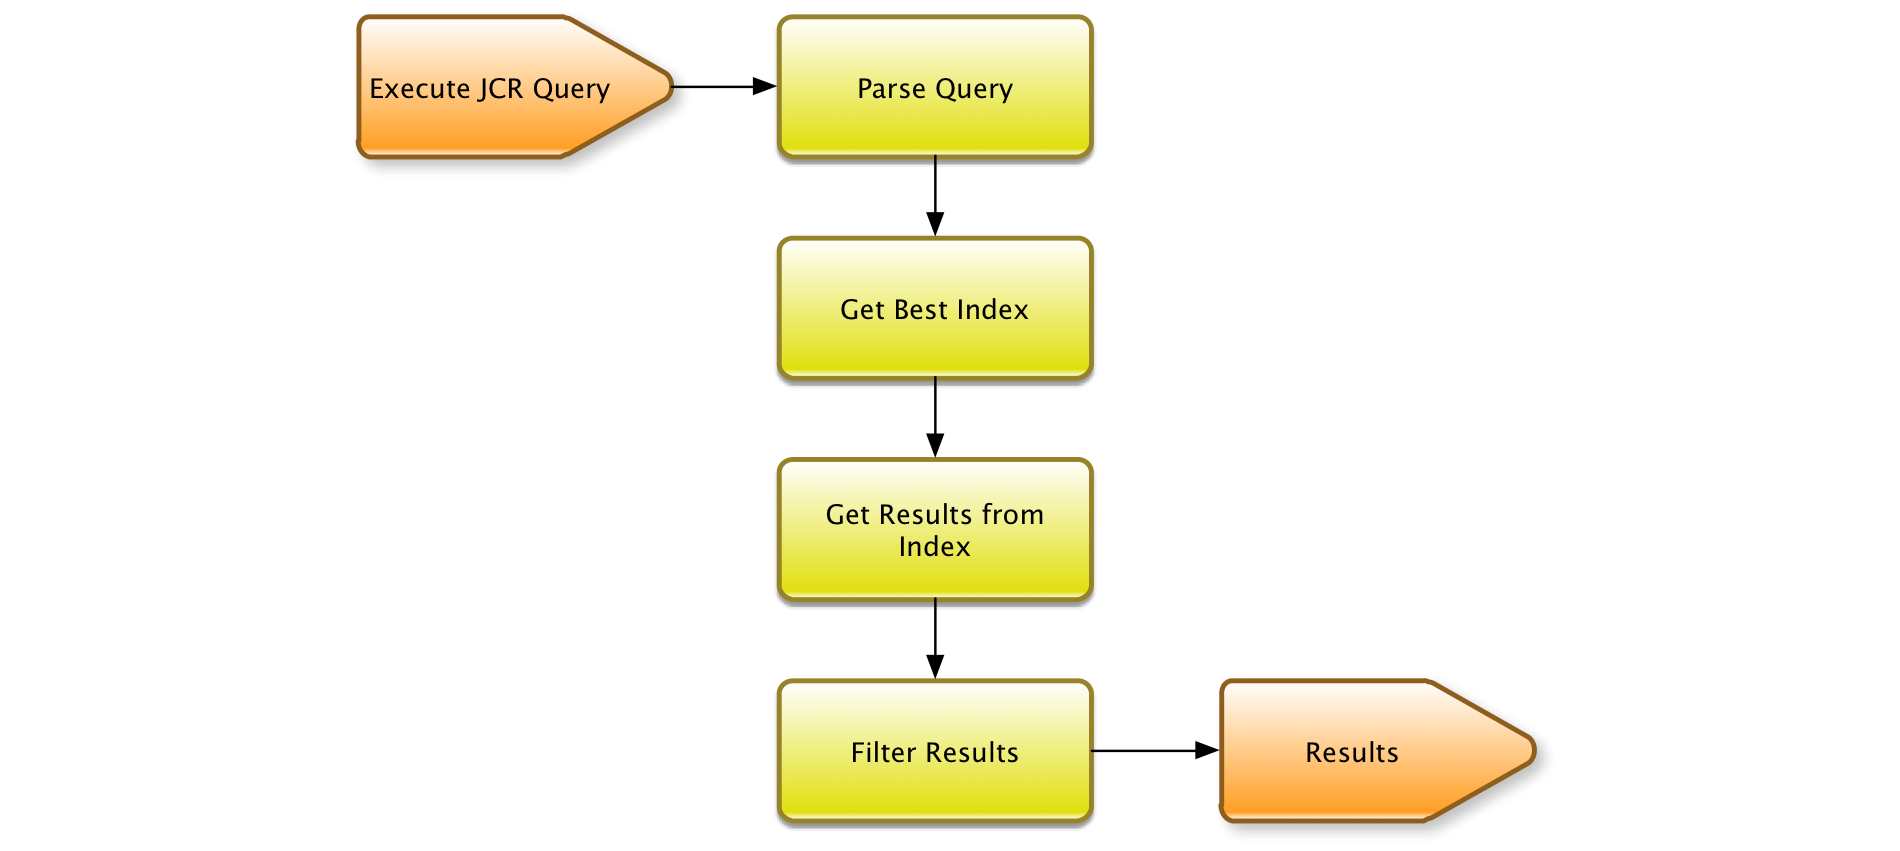 Execute JCR Query
Parse Query
Get Best Index
Get Results from
Index
Filter Results
Results